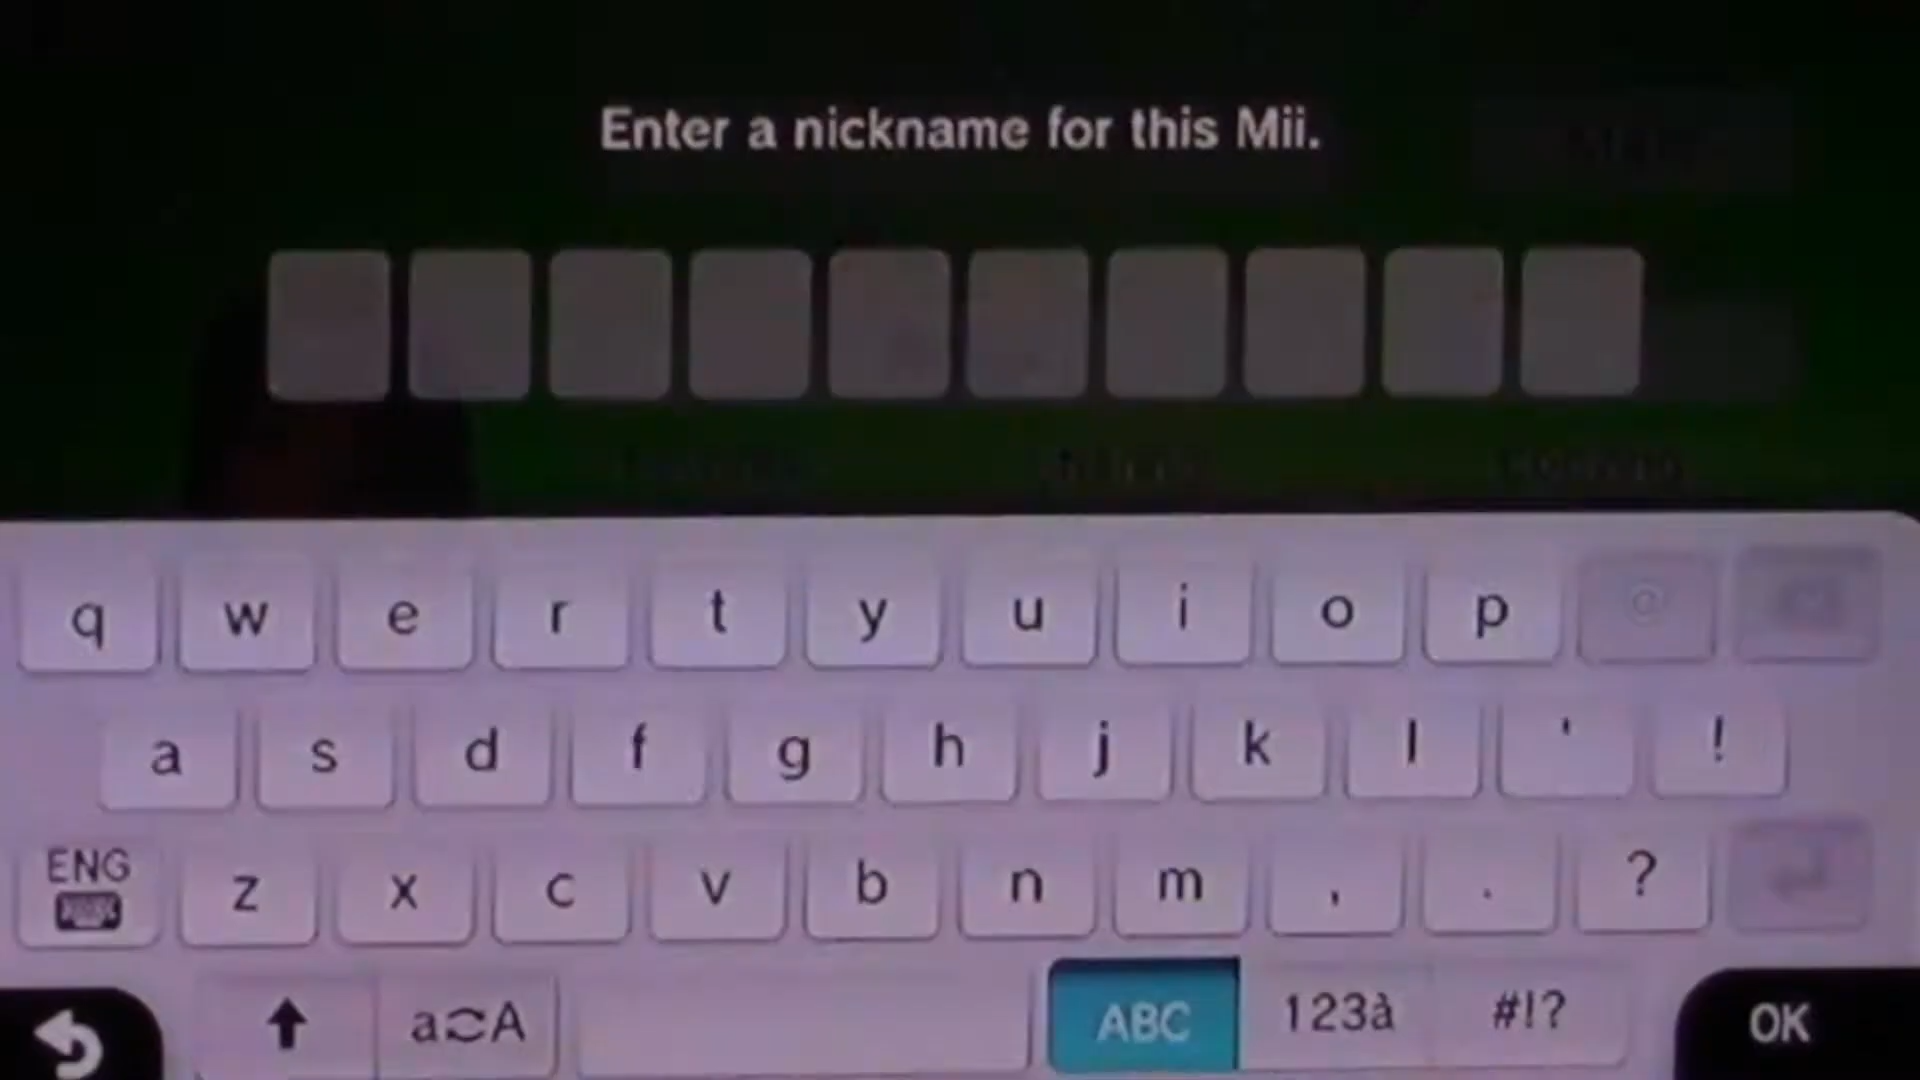 Enter a nickname for this Mii.
q w e r t y u i o p @
a s d f g h j k l ' !
ENG z x c v b n m , . ?
a A ABC 123à #!? OK